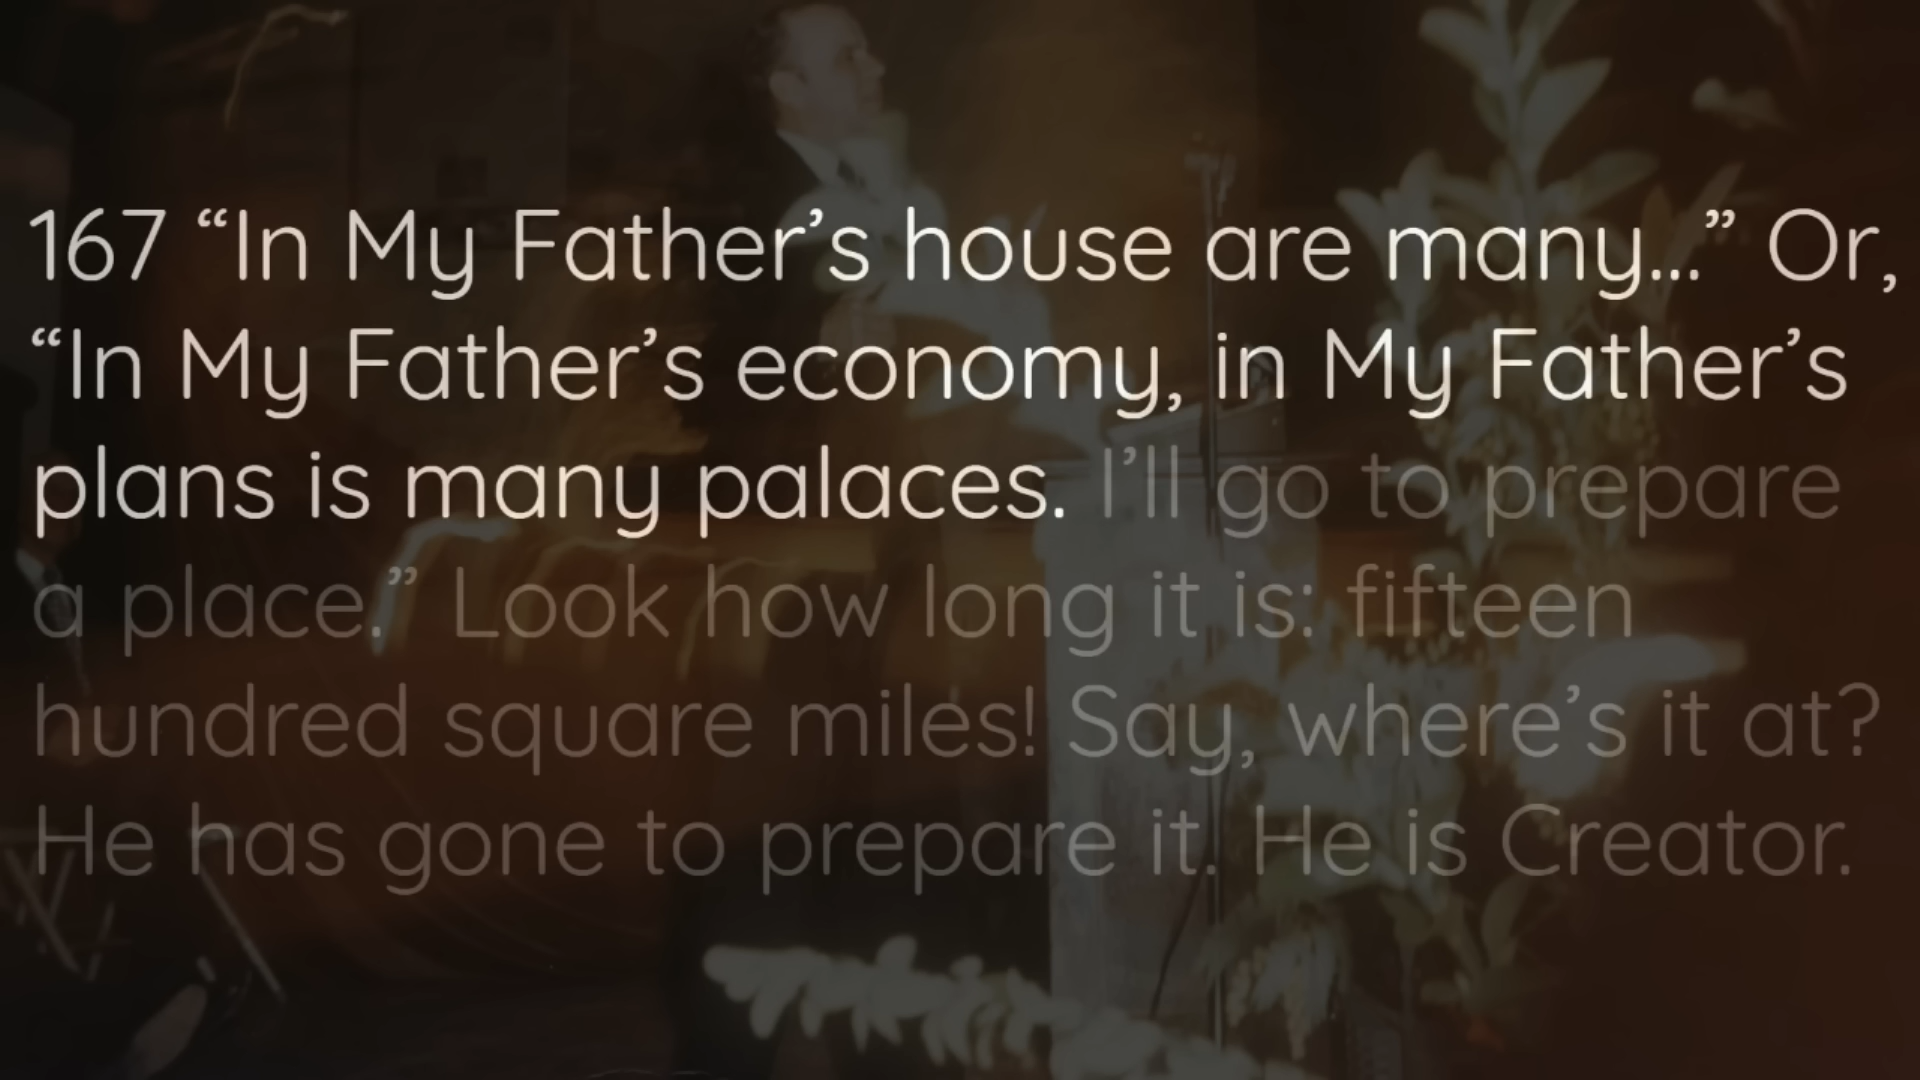 167 “In My Father’s house are many...” Or,
“In My Father’s economy, in My Father’s
plans is many palaces. I’ll go to prepare
a place.” Look how long it is: fifteen
hundred square miles! Say, where’s it at?
He has gone to prepare it. He is Creator.